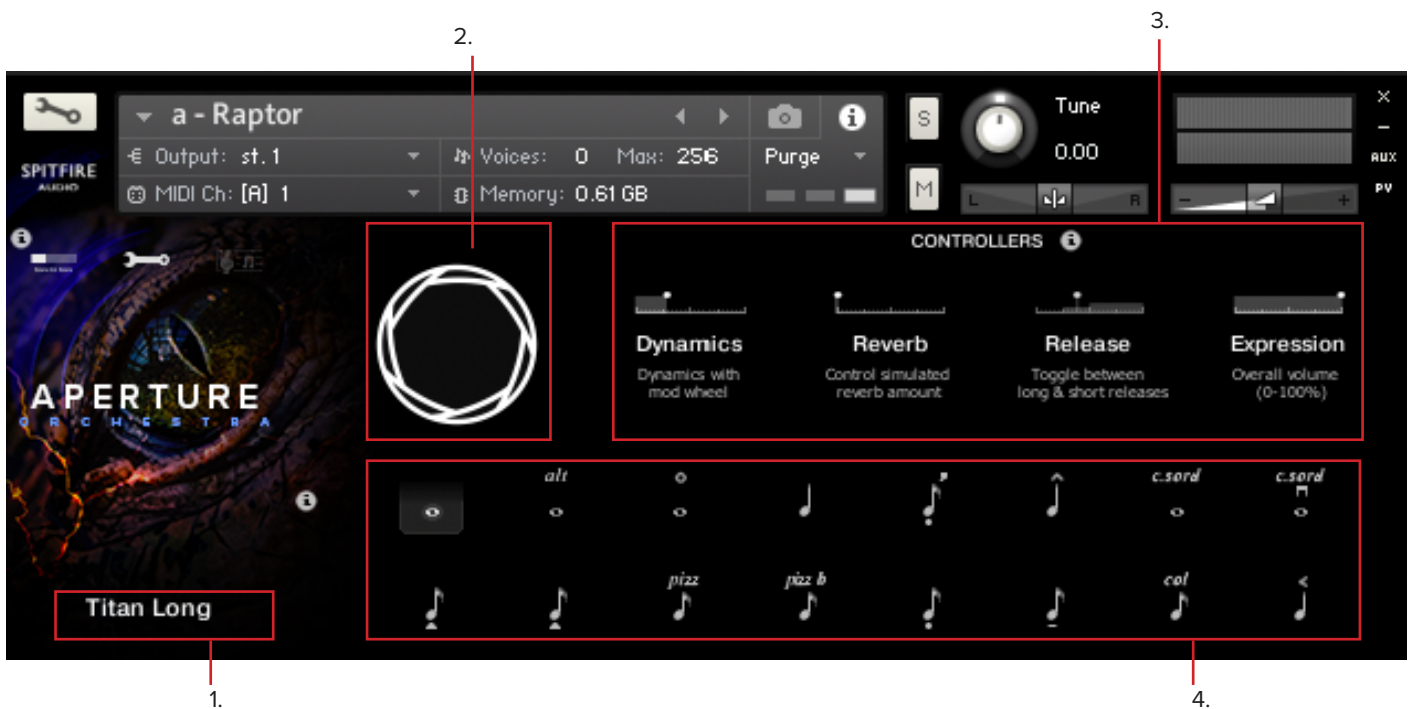 2.
3.
a - Raptor
Output: st. 1
Voices: 0 Max: 256
Purge
MIDI Ch: [A] 1
Memory: 0.61 GB
S
M
Tune
0.00
L R
- +
×
–
AUX
PV
SPITFIRE
AUDIO
APERTURE
ORCHESTRA
Titan Long
CONTROLLERS
Dynamics
Dynamics with
mod wheel
Reverb
Control simulated
reverb amount
Release
Toggle between
long & short releases
Expression
Overall volume
(0-100%)
alt
c.sord
c.sord
pizz
pizz b
col
1.
4.